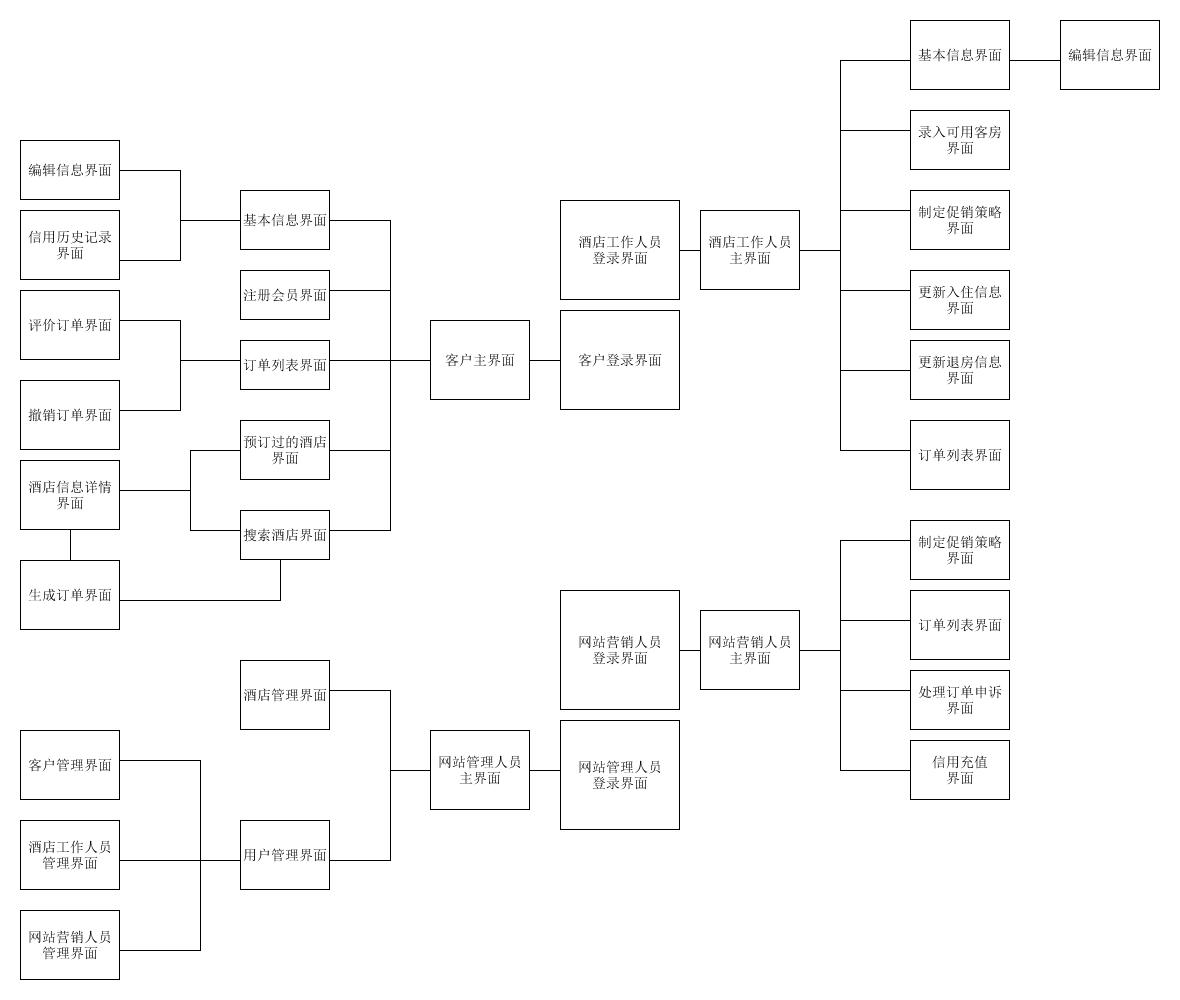 基本信息界面
编辑信息界面
录入可用客房
界面
制定促销策略
界面
更新入住信息
界面
更新退房信息
界面
订单列表界面
酒店工作人员
登录界面
酒店工作人员
主界面
客户登录界面
客户主界面
基本信息界面
注册会员界面
订单列表界面
预订过的酒店
界面
搜索酒店界面
编辑信息界面
信用历史记录
界面
评价订单界面
撤销订单界面
酒店信息详情
界面
生成订单界面
网站营销人员
登录界面
网站营销人员
主界面
制定促销策略
界面
订单列表界面
处理订单申诉
界面
信用充值
界面
网站管理人员
登录界面
网站管理人员
主界面
酒店管理界面
用户管理界面
客户管理界面
酒店工作人员
管理界面
网站营销人员
管理界面